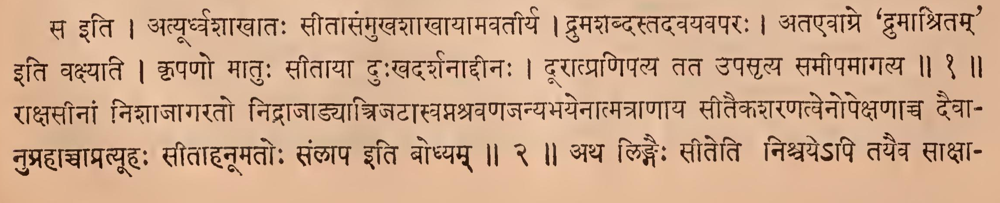 स इति । अत्यूर्ध्वशाखातः सीतासंमुखशाखायामवतीर्य । द्रुमशब्दस्तदवयवपरः । अतएवाग्रे ‘द्रुमाश्रितम्’
इति वक्ष्यति । कृपणो मातुः सीताया दुःखदर्शनाद्दीनः । दूरात्प्रणिपत्य तत उपसृत्य समीपमागत्य ॥ १ ॥
राक्षसीनां निशाजागरतो निद्राजाड्यात्त्रिजटास्वप्नश्रवणजन्यभयेनात्मत्राणाय सीतैकशरणत्वेनोपेक्षणाच्च दैवा-
नुग्रहाच्चाप्रत्यूहः सीताहनूमतोः संलाप इति बोध्यम् ॥ २ ॥ अथ लिङ्गैः सीतेति निश्चयेऽपि तयैव साक्षा-